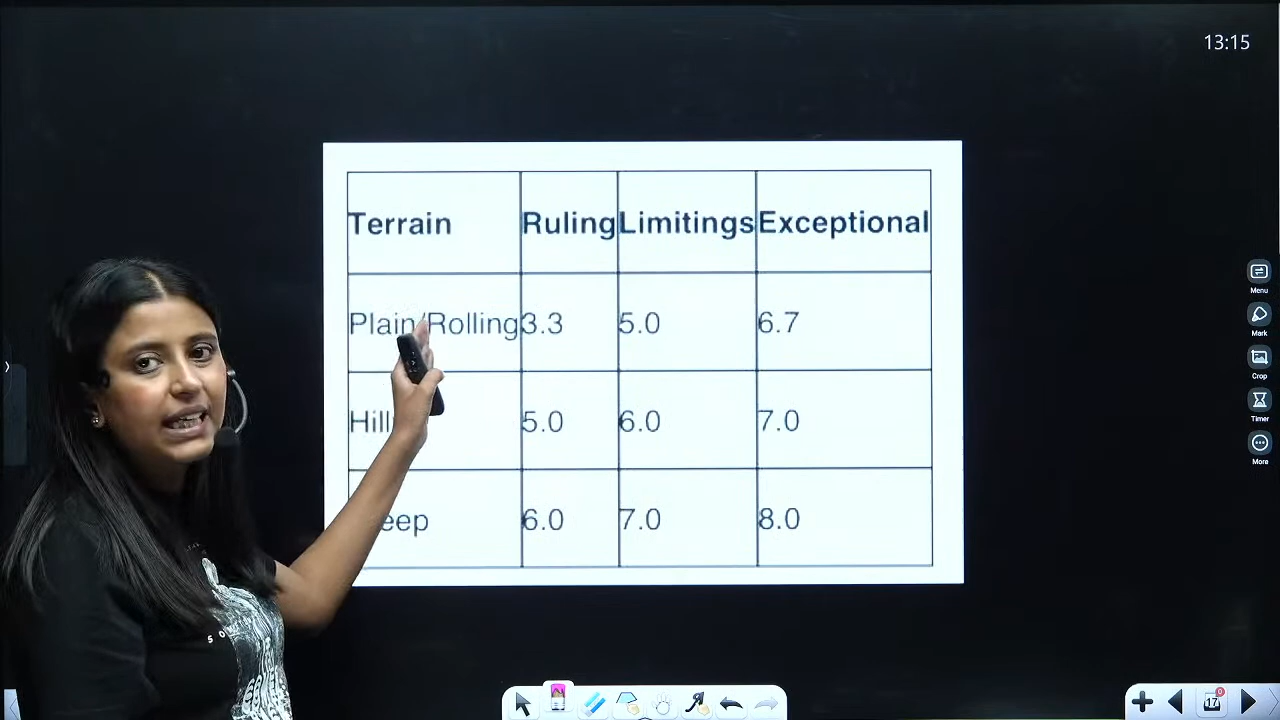 13:15
Terrain Ruling Limitings Exceptional
Plain/Rolling 3.3 5.0 6.7
5.0 6.0 7.0
6.0 7.0 8.0
Menu
Mark
Crop
Timer
More
17